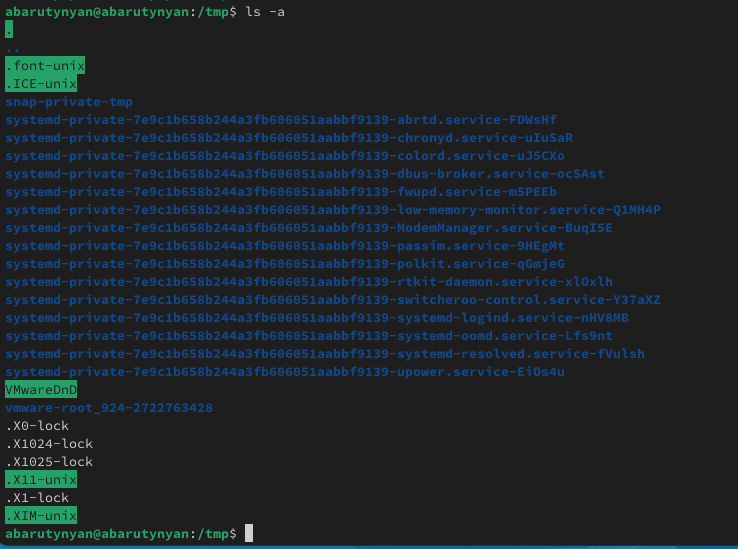 abarutynyan@abarutynyan:/tmp$ ls -a
.
..
.font-unix
.ICE-unix
snap-private-tmp
systemd-private-7e9c1b658b244a3fb606051aabbf9139-abrtd.service-FDWsHf
systemd-private-7e9c1b658b244a3fb606051aabbf9139-chronyd.service-uIuSaR
systemd-private-7e9c1b658b244a3fb606051aabbf9139-colord.service-uJ5CXo
systemd-private-7e9c1b658b244a3fb606051aabbf9139-dbus-broker.service-ocSAst
systemd-private-7e9c1b658b244a3fb606051aabbf9139-fwupd.service-m5PEEb
systemd-private-7e9c1b658b244a3fb606051aabbf9139-low-memory-monitor.service-Q1MH4P
systemd-private-7e9c1b658b244a3fb606051aabbf9139-ModemManager.service-BuqI5E
systemd-private-7e9c1b658b244a3fb606051aabbf9139-passim.service-9HEgMt
systemd-private-7e9c1b658b244a3fb606051aabbf9139-polkit.service-qGmjeG
systemd-private-7e9c1b658b244a3fb606051aabbf9139-rtkit-daemon.service-xlOxlh
systemd-private-7e9c1b658b244a3fb606051aabbf9139-switcheroo-control.service-Y37aXZ
systemd-private-7e9c1b658b244a3fb606051aabbf9139-systemd-logind.service-nHV8MB
systemd-private-7e9c1b658b244a3fb606051aabbf9139-systemd-oomd.service-Lfs9nt
systemd-private-7e9c1b658b244a3fb606051aabbf9139-systemd-resolved.service-fVulsh
systemd-private-7e9c1b658b244a3fb606051aabbf9139-upower.service-EiOs4u
VMwareDnD
vmware-root_924-2722763428
.X0-lock
.X1024-lock
.X1025-lock
.X11-unix
.X1-lock
.XIM-unix
abarutynyan@abarutynyan:/tmp$